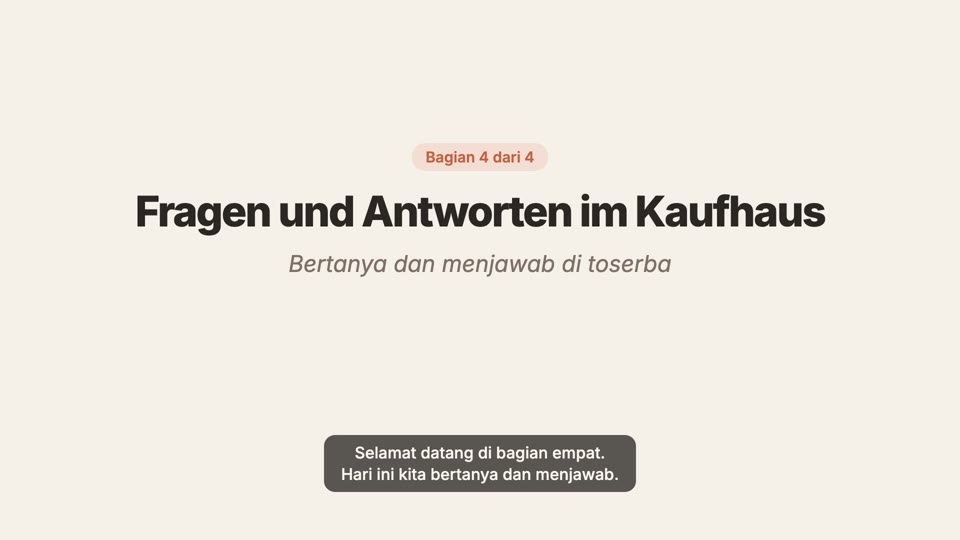 Bagian 4 dari 4
Fragen und Antworten im Kaufhaus
Bertanya dan menjawab di toserba
Selamat datang di bagian empat.
Hari ini kita bertanya dan menjawab.